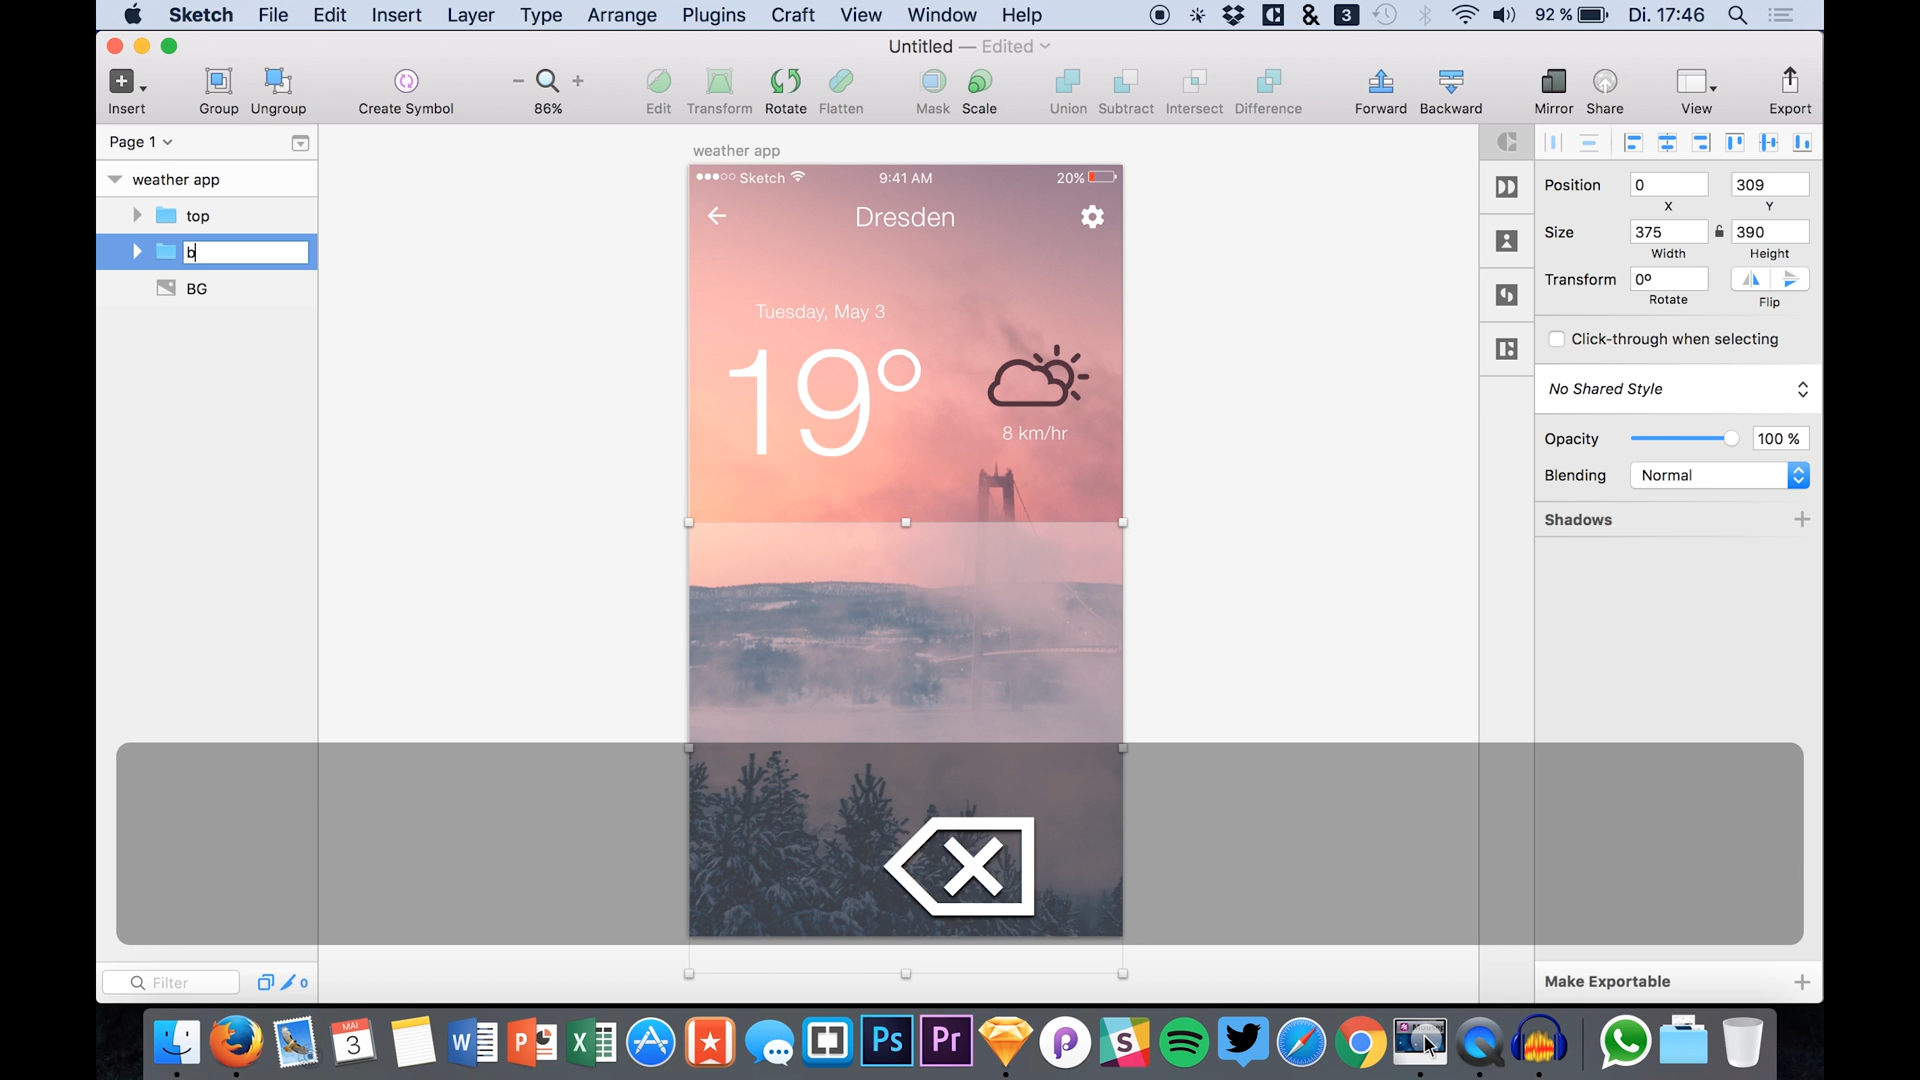 Sketch File Edit Insert Layer Type Arrange Plugins Craft View Window Help & 3 92 % Di. 17:46
Untitled — Edited
Insert Group Ungroup Create Symbol 86% Edit Transform Rotate Flatten Mask Scale Union Subtract Intersect Difference Forward Backward Mirror Share View Export
Page 1
weather app
top
b
BG
Filter
0
weather app
Sketch 9:41 AM 20%
Dresden
Tuesday, May 3
19°
8 km/hr
Position 0 309
X Y
Size 375 390
Width Height
Transform 0º
Rotate Flip
Click-through when selecting
No Shared Style
Opacity 100 %
Blending Normal
Shadows
Make Exportable
MAI
3
W P X Ps Pr S